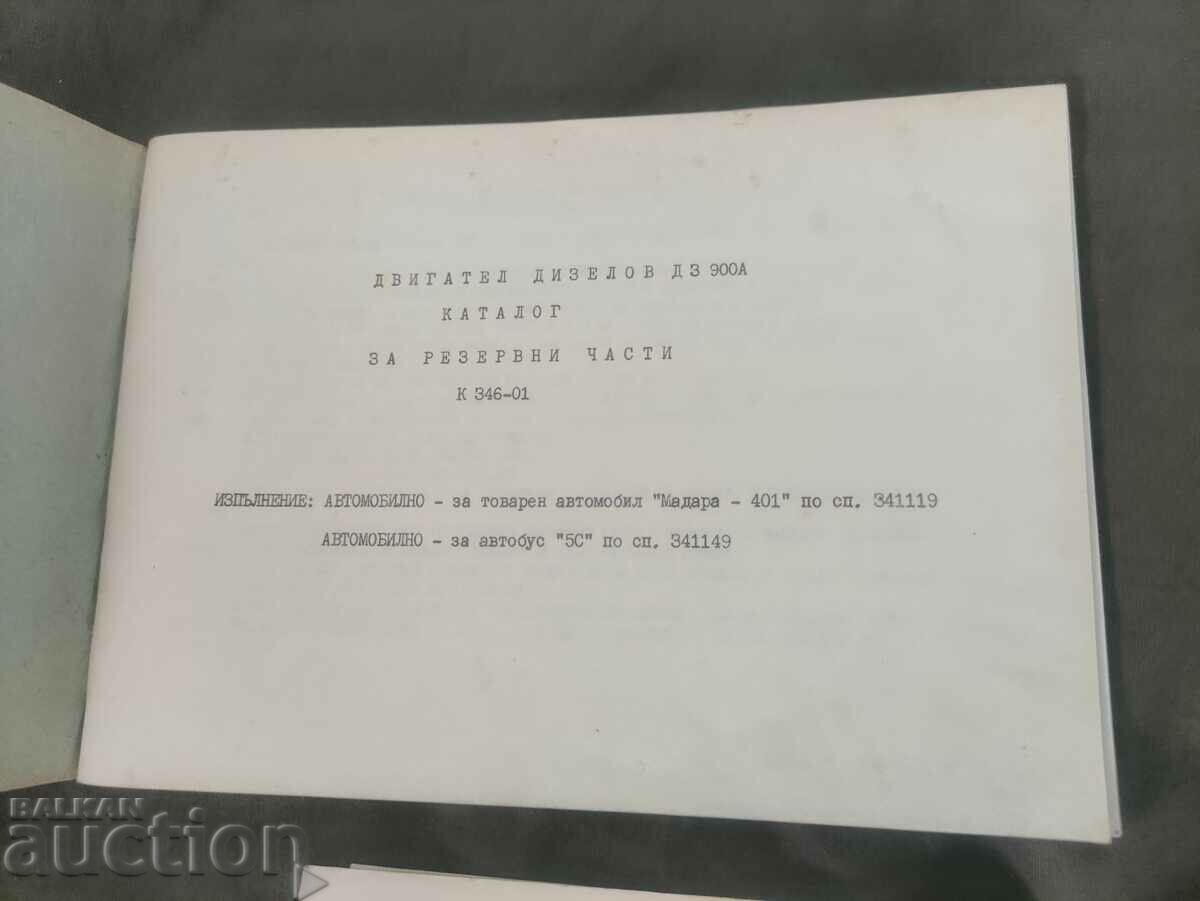 ДВИГАТЕЛ ДИЗЕЛОВ ДЗ 900А
КАТАЛОГ
ЗА РЕЗЕРВНИ ЧАСТИ
К 346-01
ИЗПЪЛНЕНИЕ: АВТОМОБИЛНО - за товарен автомобил "Мадара - 401" по сп. 341119
АВТОМОБИЛНО - за автобус "5С" по сп. 341149
BALKAN
auction